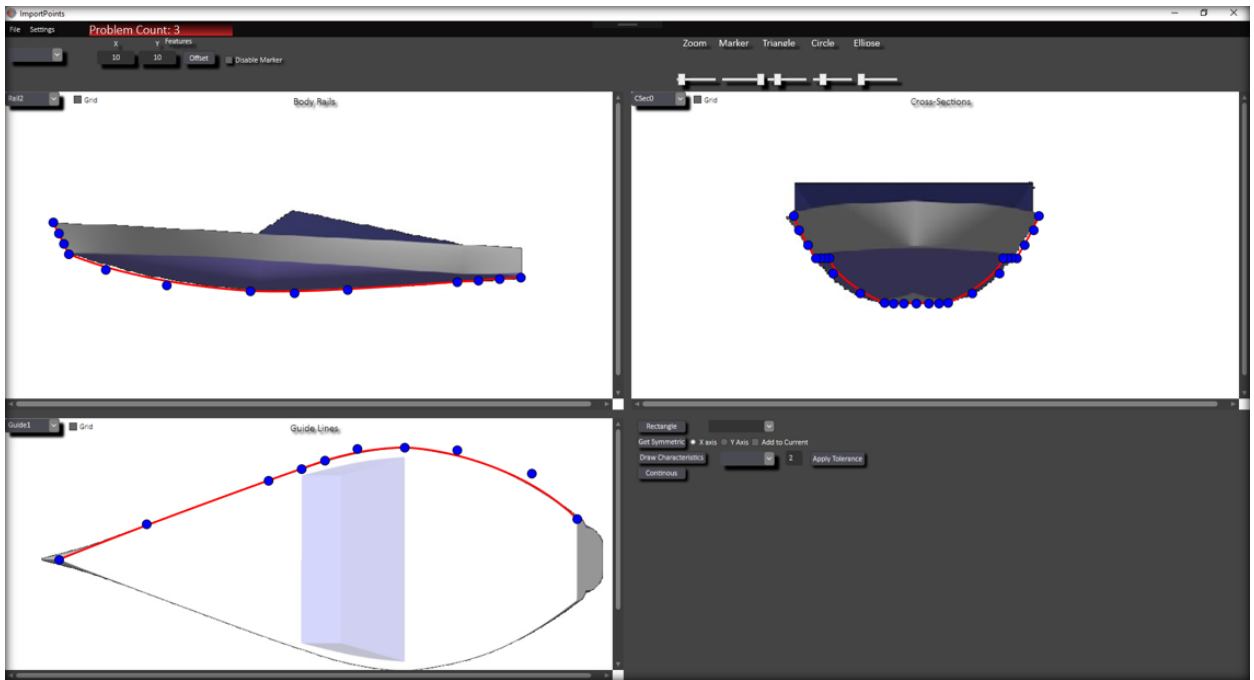 ImportPoints
File Settings Problem Count: 3
X Y Features
10 10 Offset Disable Marker
Zoom Marker Triangle Circle Ellipse
Rail2 Grid Body Rails
CSec0 Grid Cross-Sections
Guide1 Grid Guide Lines
Rectangle
Get Symmetric X axis Y Axis Add to Current
Draw Characteristics 2 Apply Tolerance
Continous